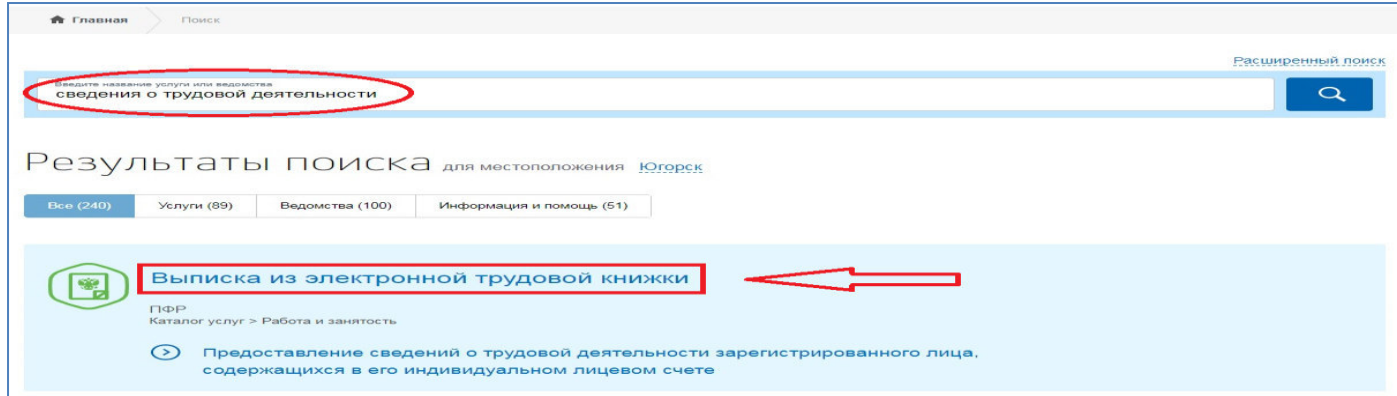 Главная Поиск
Расширенный поиск
Введите название услуги или ведомства
сведения о трудовой деятельности
Результаты поиска для местоположения Югорск
Все (240) Услуги (89) Ведомства (100) Информация и помощь (51)
Выписка из электронной трудовой книжки
ПФР
Каталог услуг > Работа и занятость
Предоставление сведений о трудовой деятельности зарегистрированного лица,
содержащихся в его индивидуальном лицевом счете